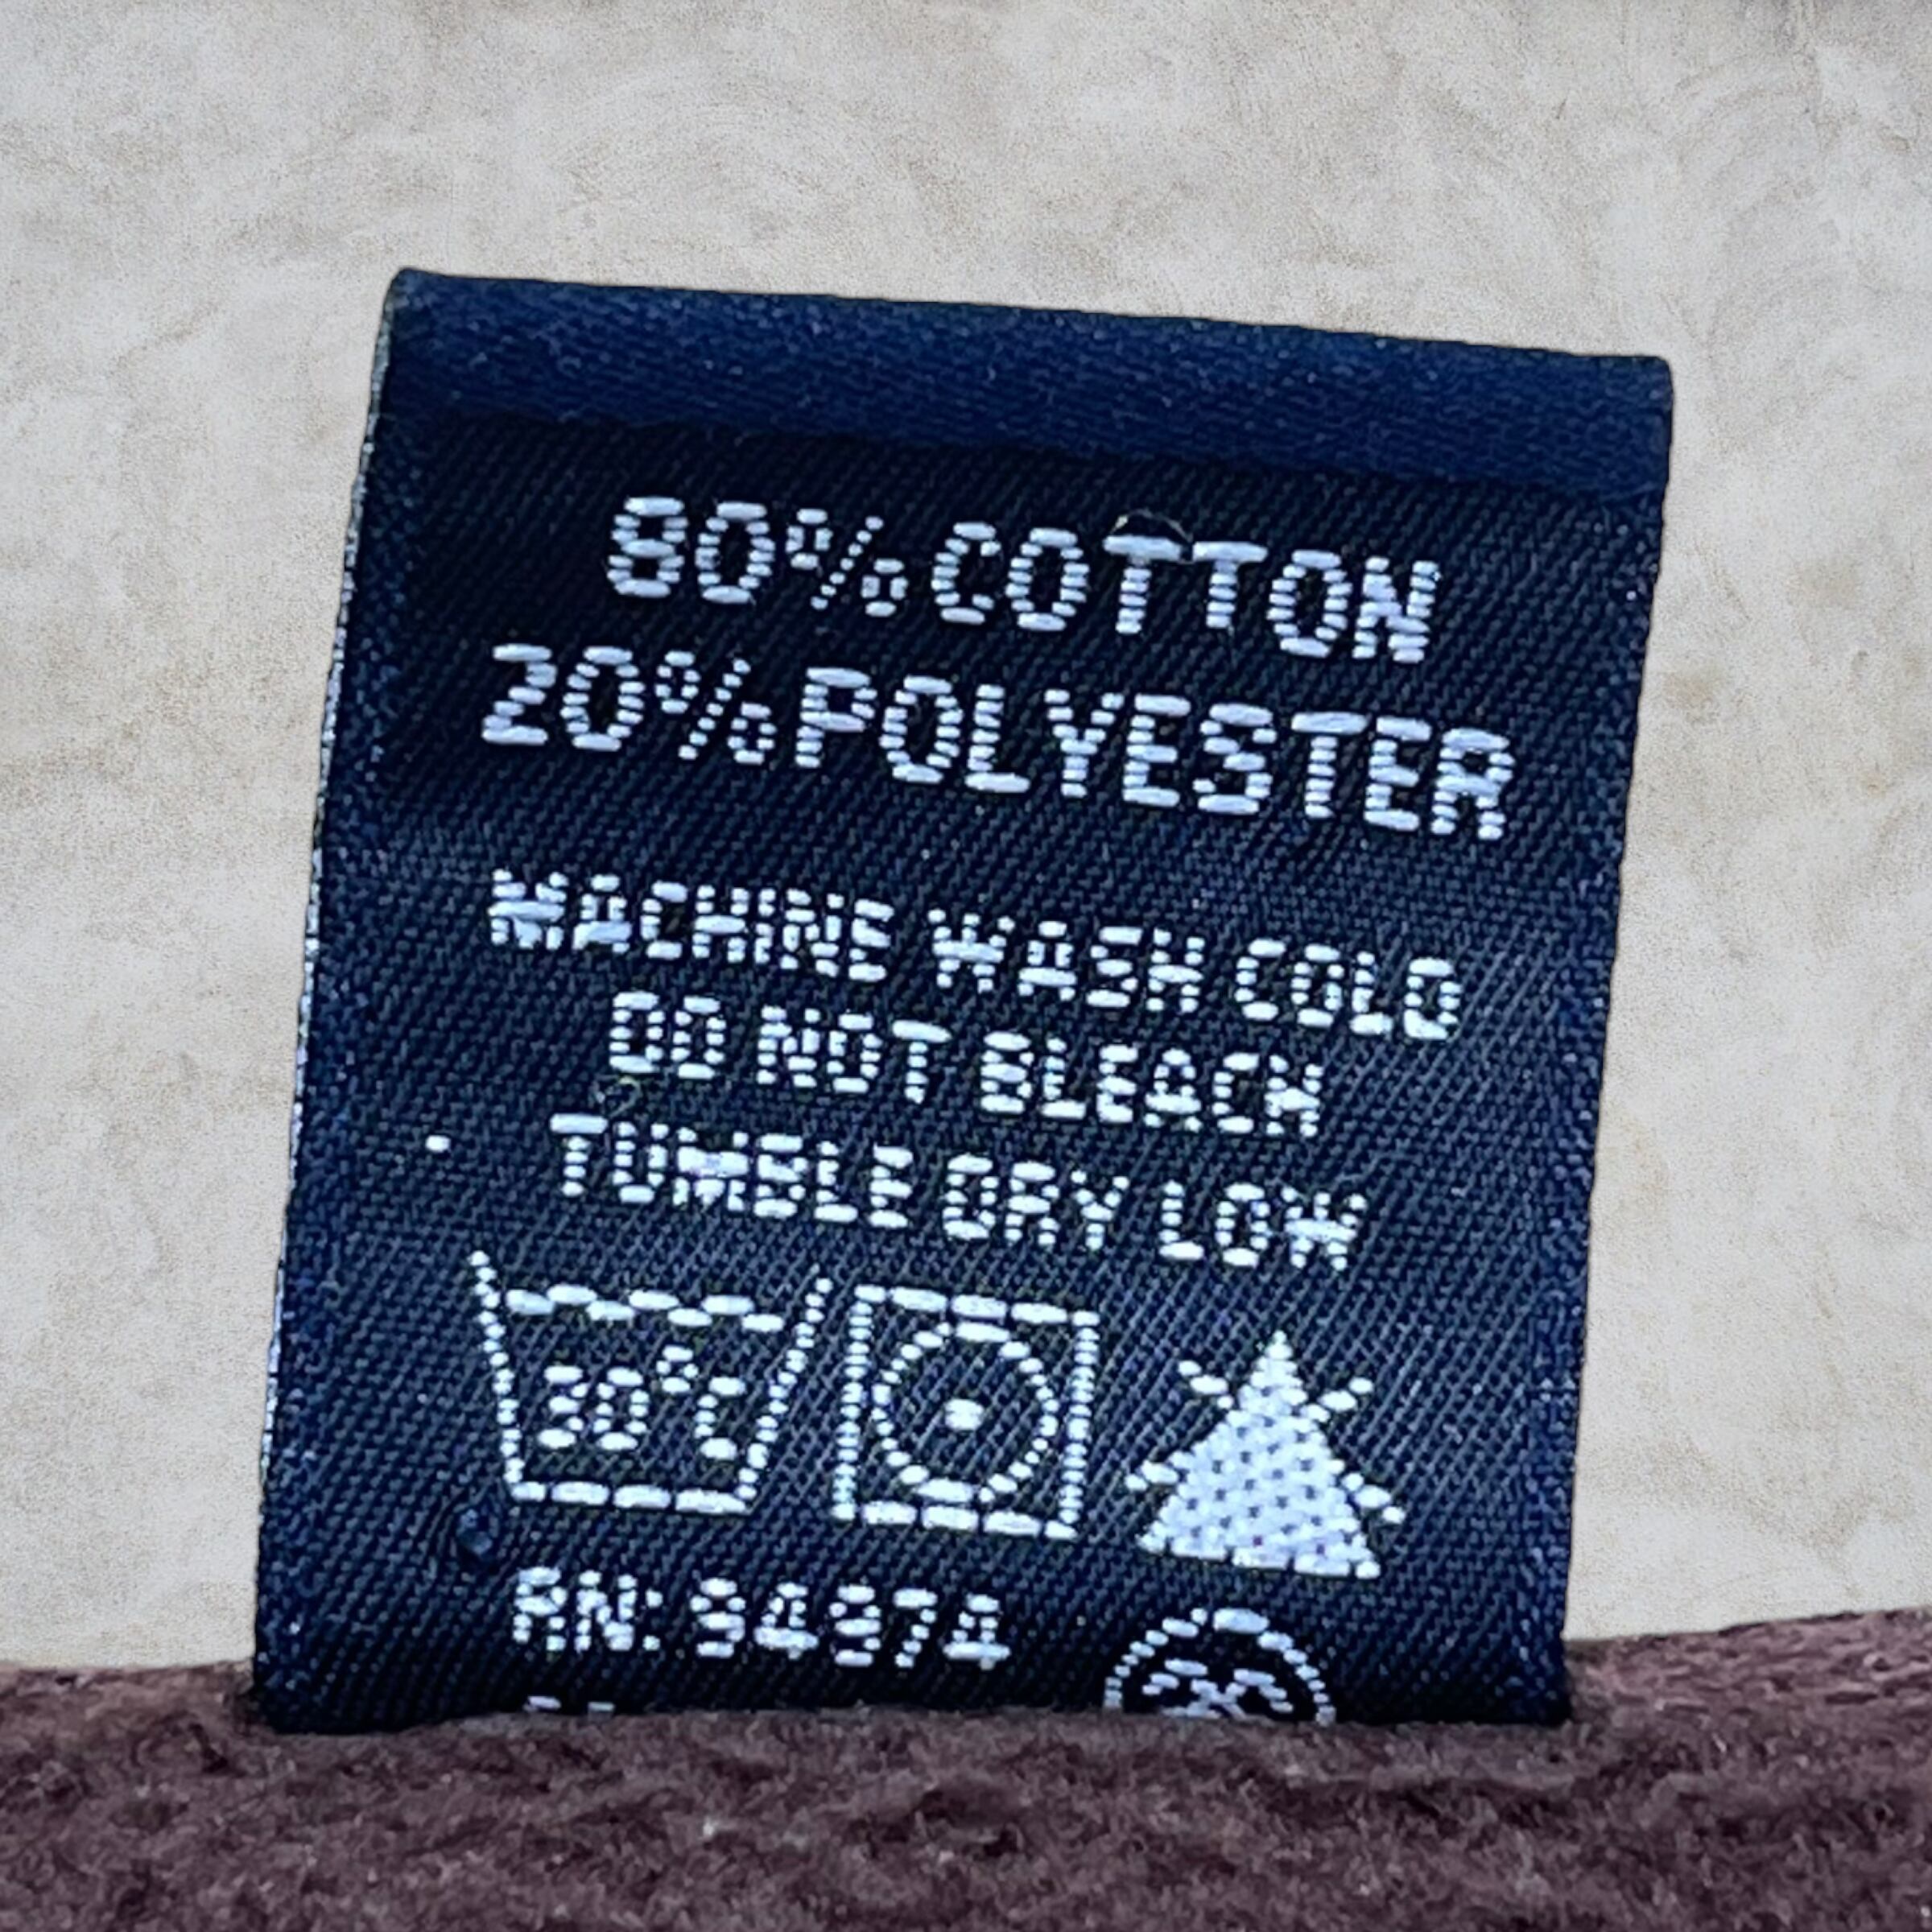 80% COTTON
20% POLYESTER
MACHINE WASH COLD
DO NOT BLEACH
TUMBLE DRY LOW
30°C
RN: 94974